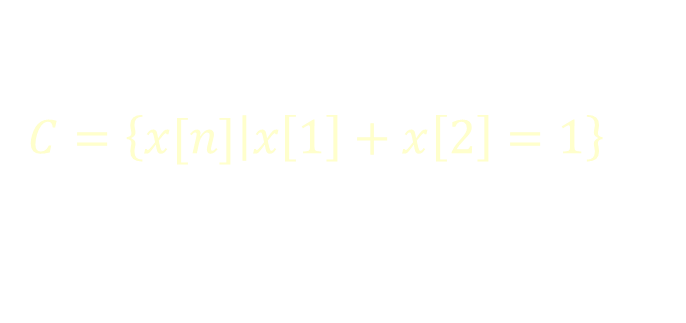 C = {x[n]|x[1] + x[2] = 1}